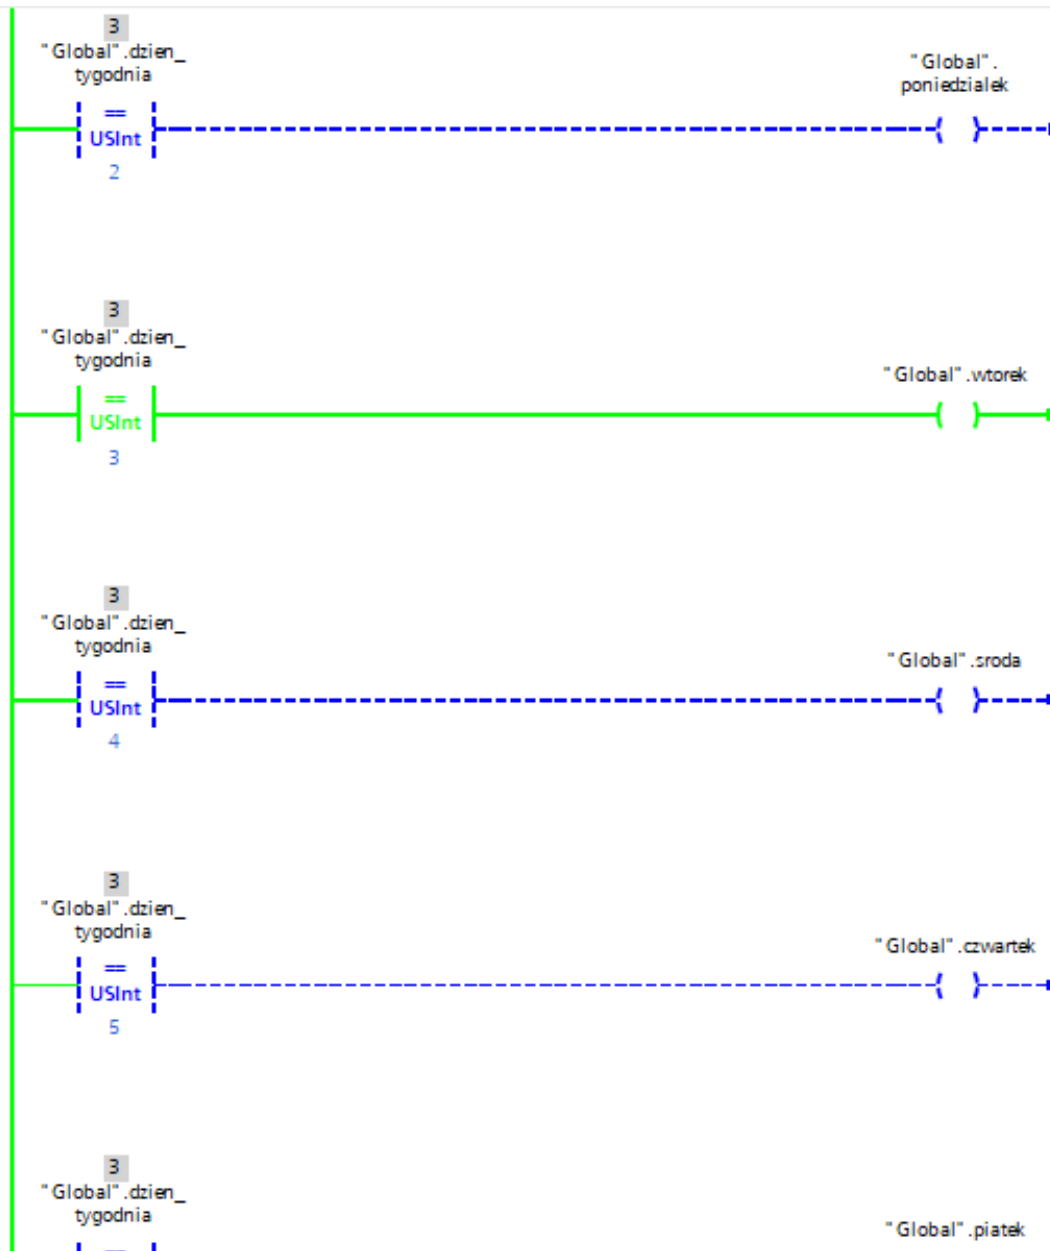 3
"Global".dzien_
tygodnia
"Global".
poniedzialek
==
USInt
2
3
"Global".dzien_
tygodnia
"Global".wtorek
==
USInt
3
3
"Global".dzien_
tygodnia
"Global".sroda
==
USInt
4
3
"Global".dzien_
tygodnia
"Global".czwartek
==
USInt
5
3
"Global".dzien_
tygodnia
"Global".piatek
==